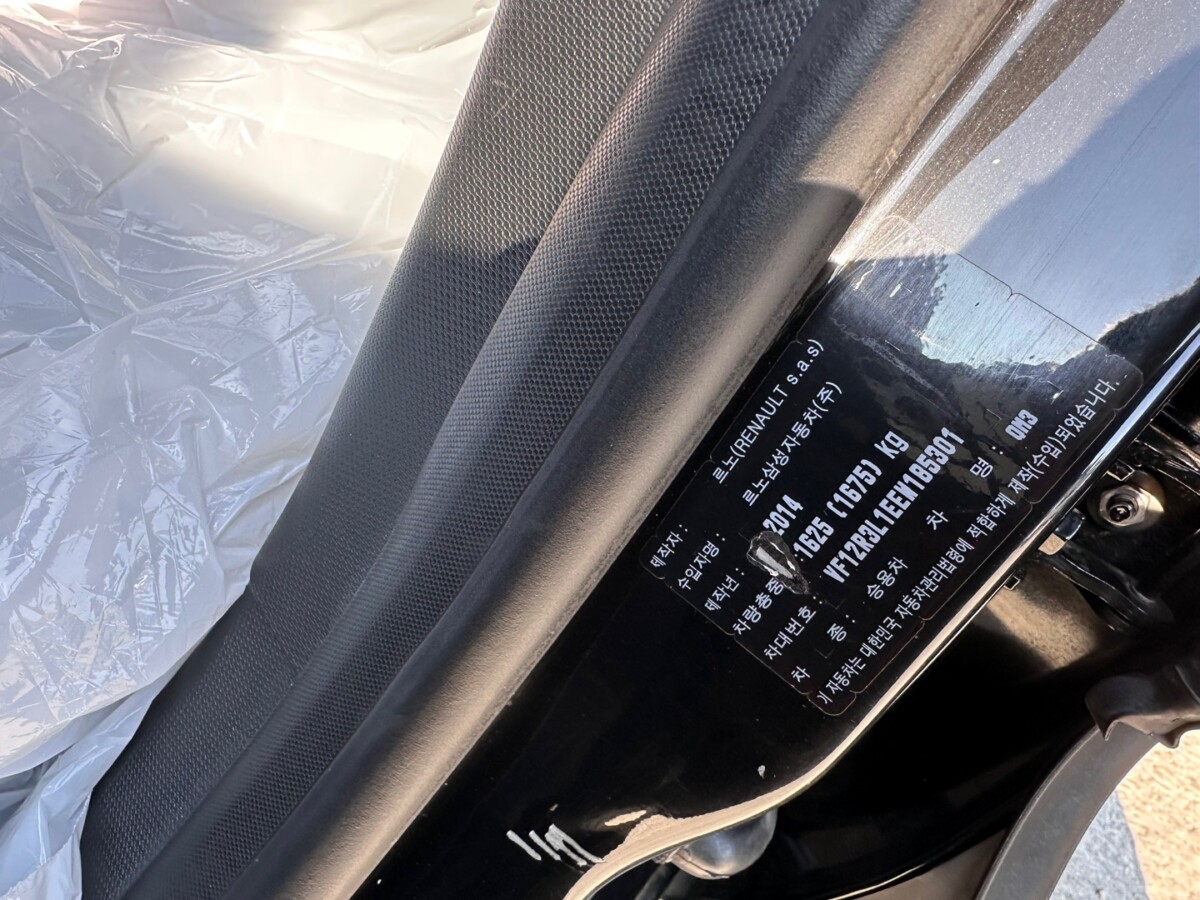 제작자 : 르노(RENAULT s.a.s)
수입자명 : 르노삼성자동차(주)
제작년 : 2014
차량총중 1625 (1675) kg
차대번호 : VF12R3L1EEN185301
차 종 : 승용차 차 명 : QM3
이 자동차는 대한민국 자동차관리법령에 적합하게 제작(수입)되었습니다.